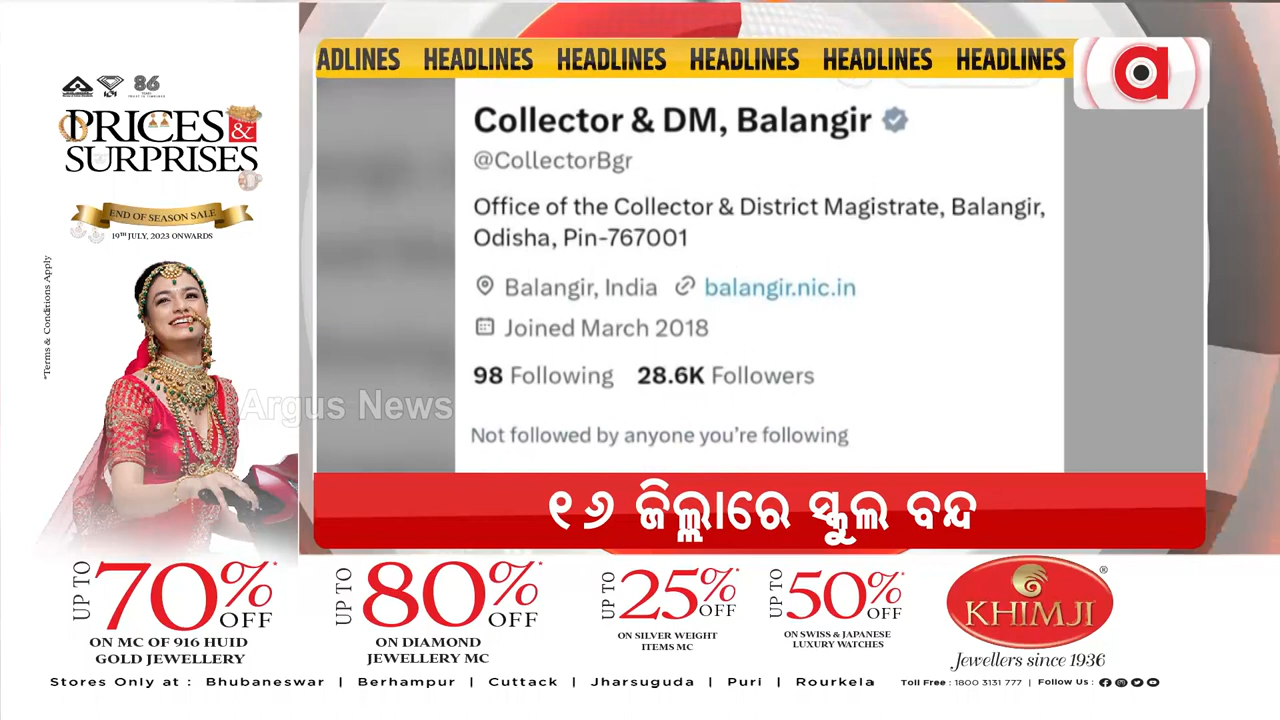 ADLINES HEADLINES HEADLINES HEADLINES HEADLINES HEADLINES
a
86
PRICES &
SURPRISES
END OF SEASON SALE
19TH JULY, 2023 ONWARDS
*Terms & Conditions Apply
Collector & DM, Balangir
@CollectorBgr
Office of the Collector & District Magistrate, Balangir,
Odisha, Pin-767001
Balangir, India balangir.nic.in
Joined March 2018
98 Following 28.6K Followers
Not followed by anyone you're following
Argus News
୧୬ ଜିଲ୍ଲାରେ ସ୍କୁଲ ବନ୍ଦ
UP TO 70%* OFF
ON MC OF 916 HUID
GOLD JEWELLERY
UP TO 80%* OFF
ON DIAMOND
JEWELLERY MC
UP TO 25%* OFF
ON SILVER WEIGHT
ITEMS MC
UP TO 50%* OFF
ON SWISS & JAPANESE
LUXURY WATCHES
KHIMJI ®
Jewellers since 1936
Stores Only at : Bhubaneswar | Berhampur | Cuttack | Jharsuguda | Puri | Rourkela
Toll Free : 1800 3131 777 | Follow Us :